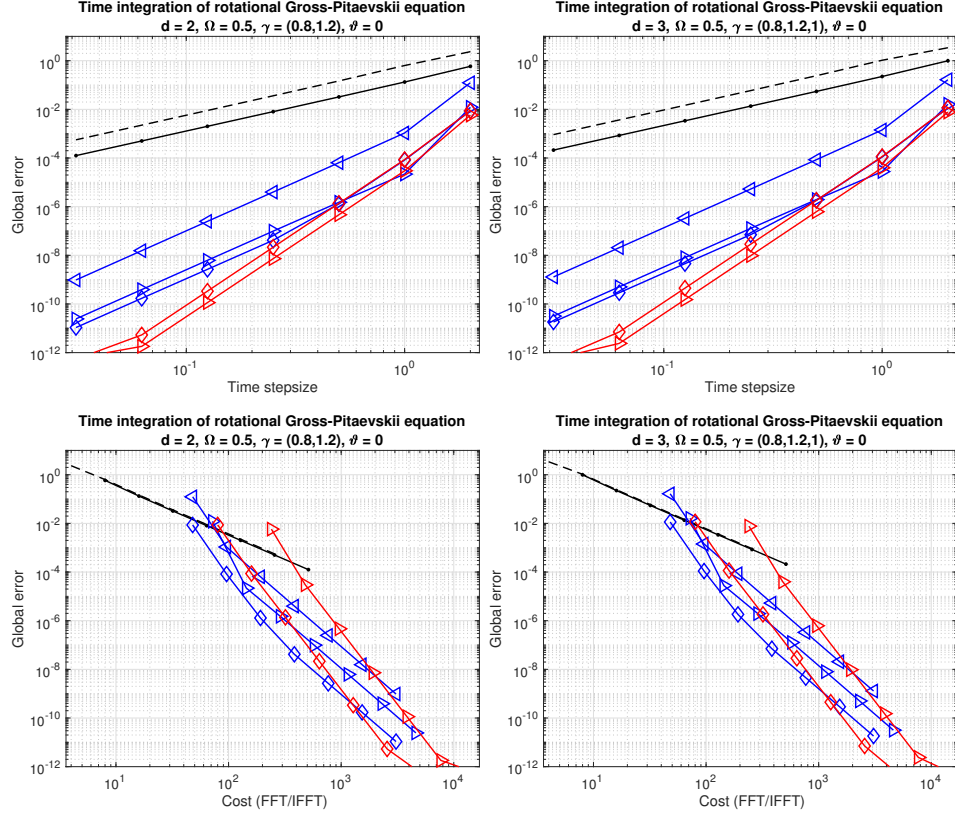 Time integration of rotational Gross-Pitaevskii equation
d = 2, Ω = 0.5, γ = (0.8,1.2), ϑ = 0
Global error
10^0
10^-2
10^-4
10^-6
10^-8
10^-10
10^-12
10^-1
10^0
Time stepsize
Time integration of rotational Gross-Pitaevskii equation
d = 3, Ω = 0.5, γ = (0.8,1.2,1), ϑ = 0
Global error
10^0
10^-2
10^-4
10^-6
10^-8
10^-10
10^-12
10^-1
10^0
Time stepsize
Time integration of rotational Gross-Pitaevskii equation
d = 2, Ω = 0.5, γ = (0.8,1.2), ϑ = 0
Global error
10^0
10^-2
10^-4
10^-6
10^-8
10^-10
10^-12
10^1
10^2
10^3
10^4
Cost (FFT/IFFT)
Time integration of rotational Gross-Pitaevskii equation
d = 3, Ω = 0.5, γ = (0.8,1.2,1), ϑ = 0
Global error
10^0
10^-2
10^-4
10^-6
10^-8
10^-10
10^-12
10^1
10^2
10^3
10^4
Cost (FFT/IFFT)